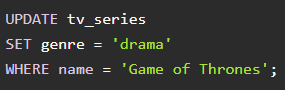 UPDATE tv_series
SET genre = 'drama'
WHERE name = 'Game of Thrones';